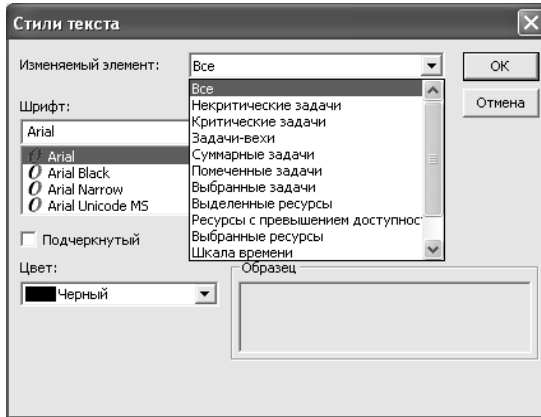 Стили текста
Изменяемый элемент:
Все
OK
Все
Некритические задачи
Критические задачи
Задачи-вехи
Суммарные задачи
Помеченные задачи
Выбранные задачи
Выделенные ресурсы
Ресурсы с превышением доступнос
Выбранные ресурсы
Шкала времени
Отмена
Шрифт:
Arial
Arial
Arial Black
Arial Narrow
Arial Unicode MS
Подчеркнутый
Цвет:
Черный
Образец